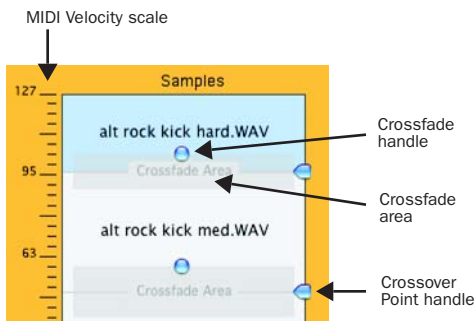 MIDI Velocity scale
Samples
127
alt rock kick hard.WAV
Crossfade
handle
95
Crossfade Area
Crossfade
area
alt rock kick med.WAV
63
Crossfade Area
Crossover
Point handle